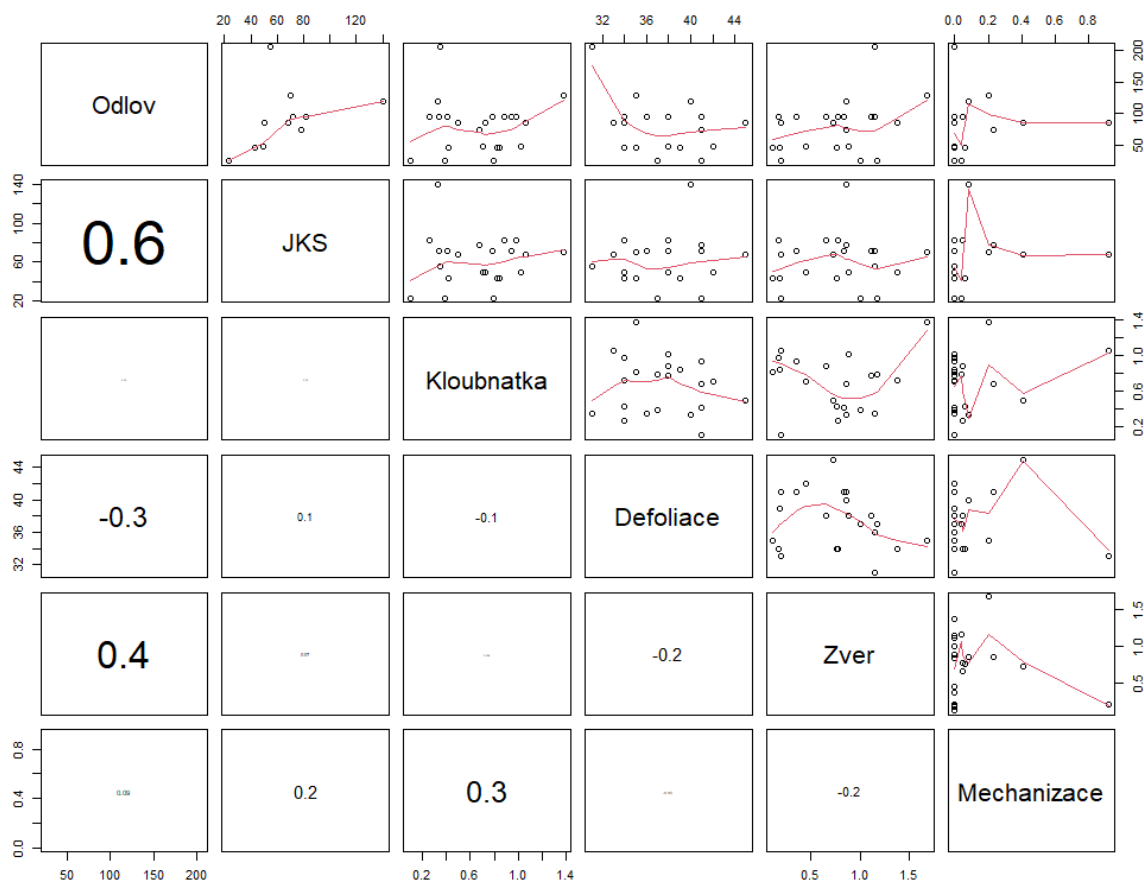 20 40 60 80 120 32 36 40 44 0.0 0.2 0.4 0.6 0.8
Odlov
50 100 150 200
20 60 100 140
0.6 JKS
Kloubnatka
0.2 0.6 1.0 1.4
32 36 40 44
-0.3 0.1 -0.1 Defoliace
0.4 0.07 -0.2 Zver
0.5 1.0 1.5
0.0 0.4 0.8
0.09 0.2 0.3 -0.2 Mechanizace
50 100 150 200 0.2 0.6 1.0 1.4 0.5 1.0 1.5